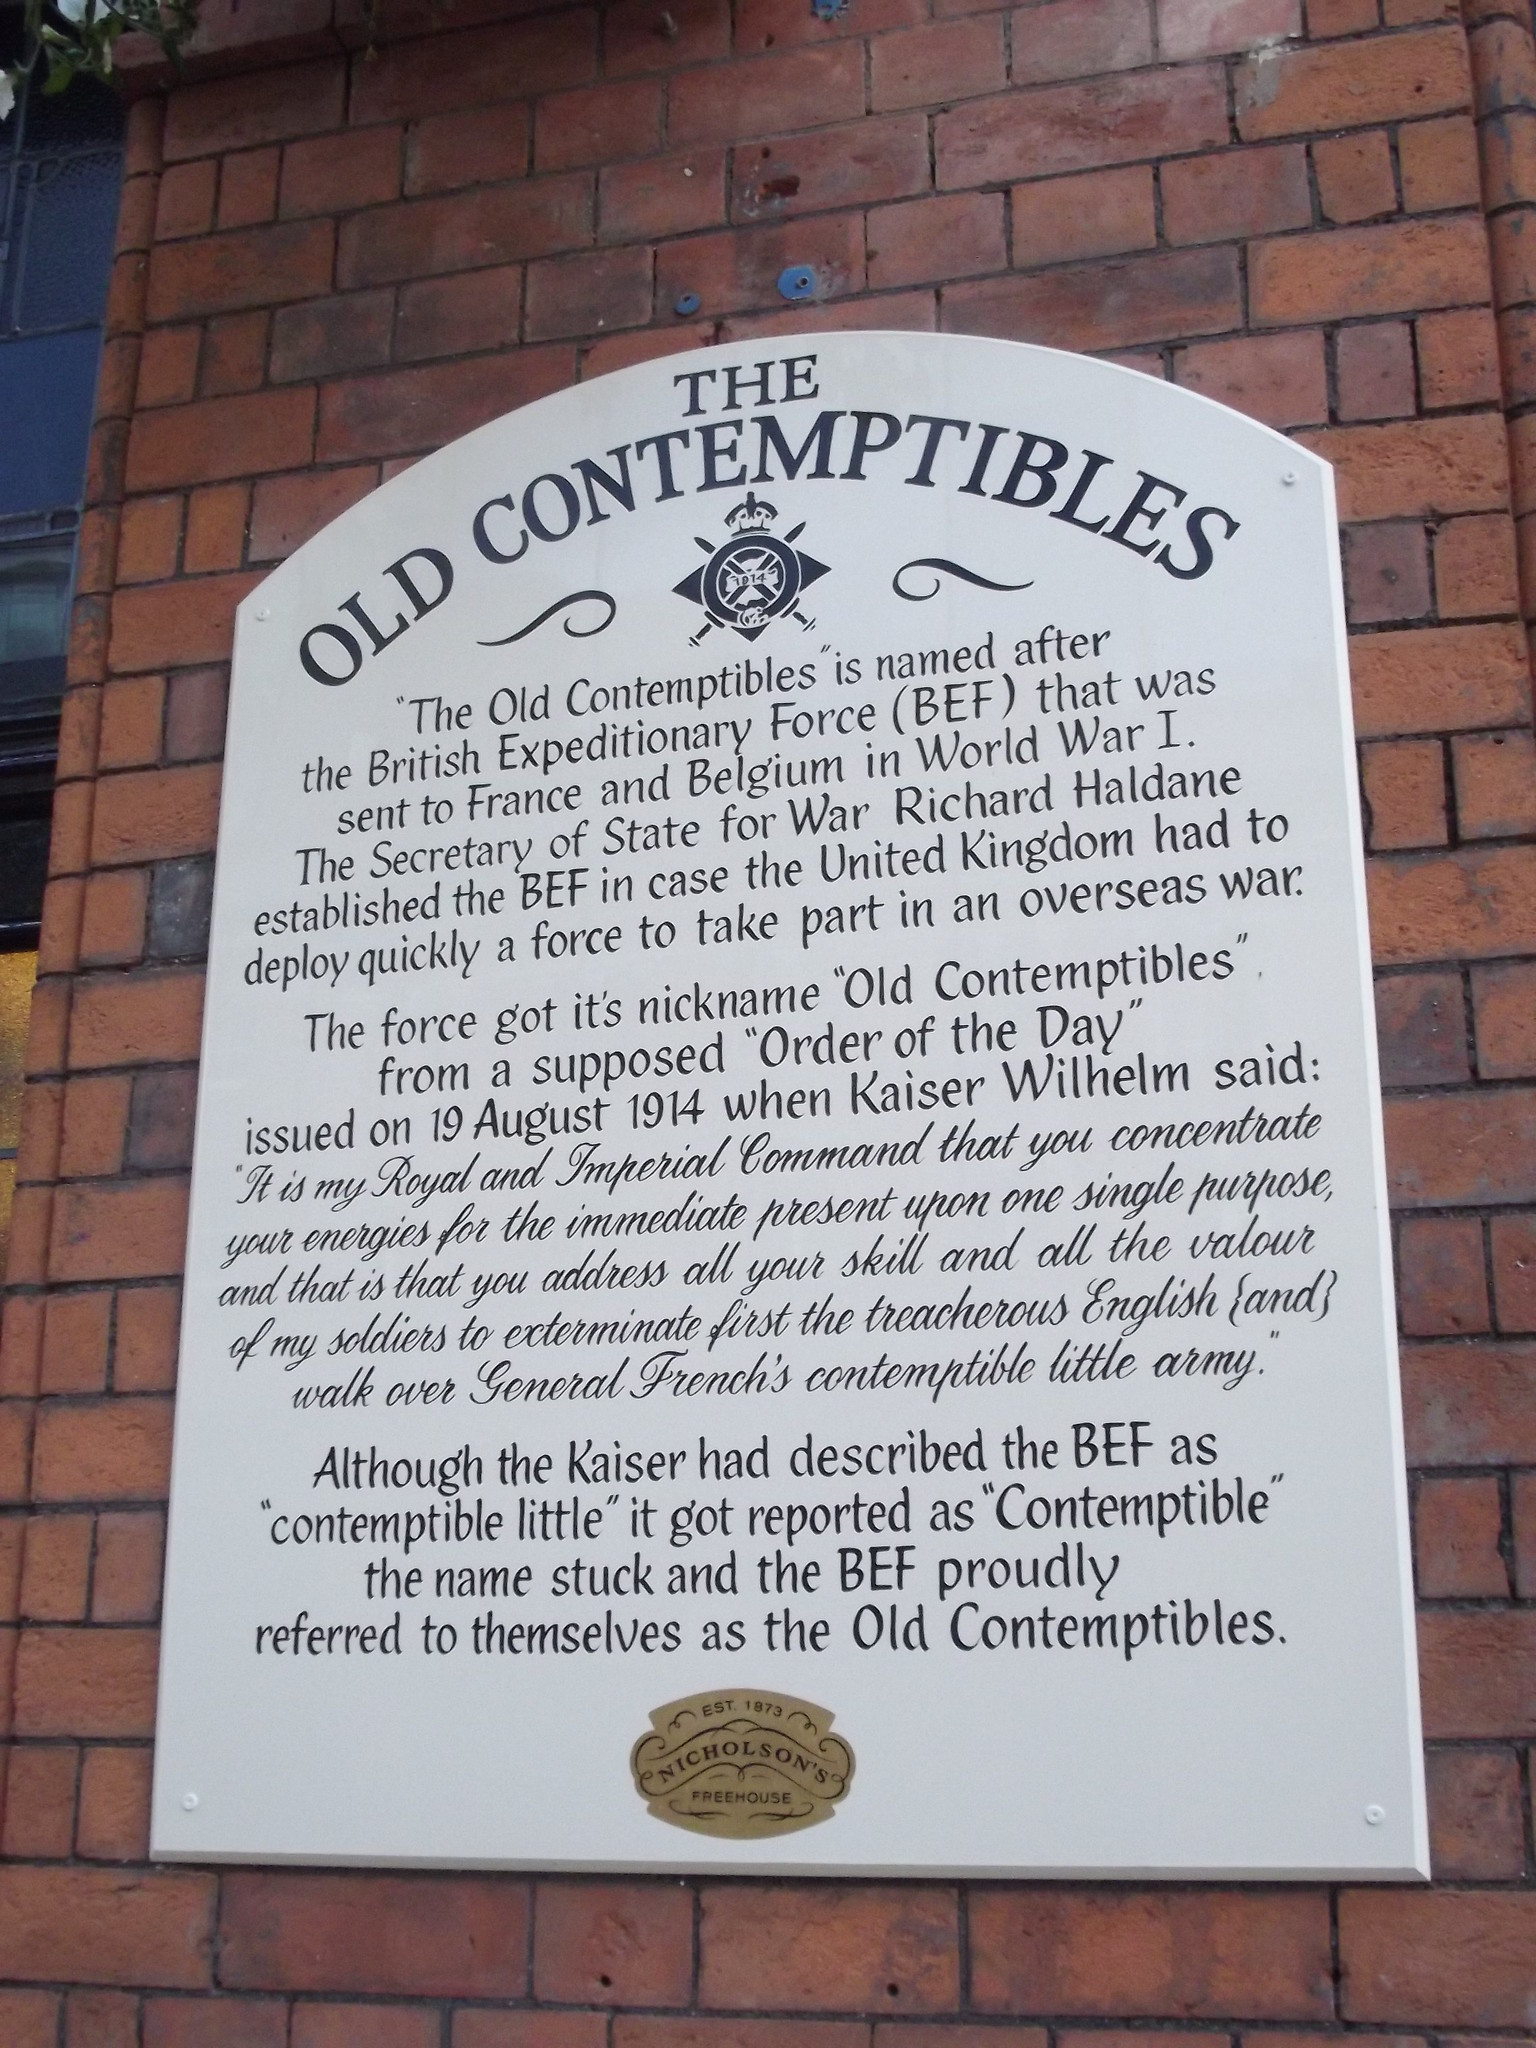 THE
OLD CONTEMPTIBLES
1914
"The Old Contemptibles" is named after
the British Expeditionary Force (BEF) that was
sent to France and Belgium in World War I.
The Secretary of State for War Richard Haldane
established the BEF in case the United Kingdom had to
deploy quickly a force to take part in an overseas war.
The force got it's nickname "Old Contemptibles".
from a supposed "Order of the Day"
issued on 19 August 1914 when Kaiser Wilhelm said:
"It is my Royal and Imperial Command that you concentrate
your energies for the immediate present upon one single purpose,
and that is that you address all your skill and all the valour
of my soldiers to exterminate first the treacherous English {and}
walk over General French's contemptible little army."
Although the Kaiser had described the BEF as
"contemptible little" it got reported as "Contemptible"
the name stuck and the BEF proudly
referred to themselves as the Old Contemptibles.
EST. 1873
NICHOLSON'S
FREEHOUSE